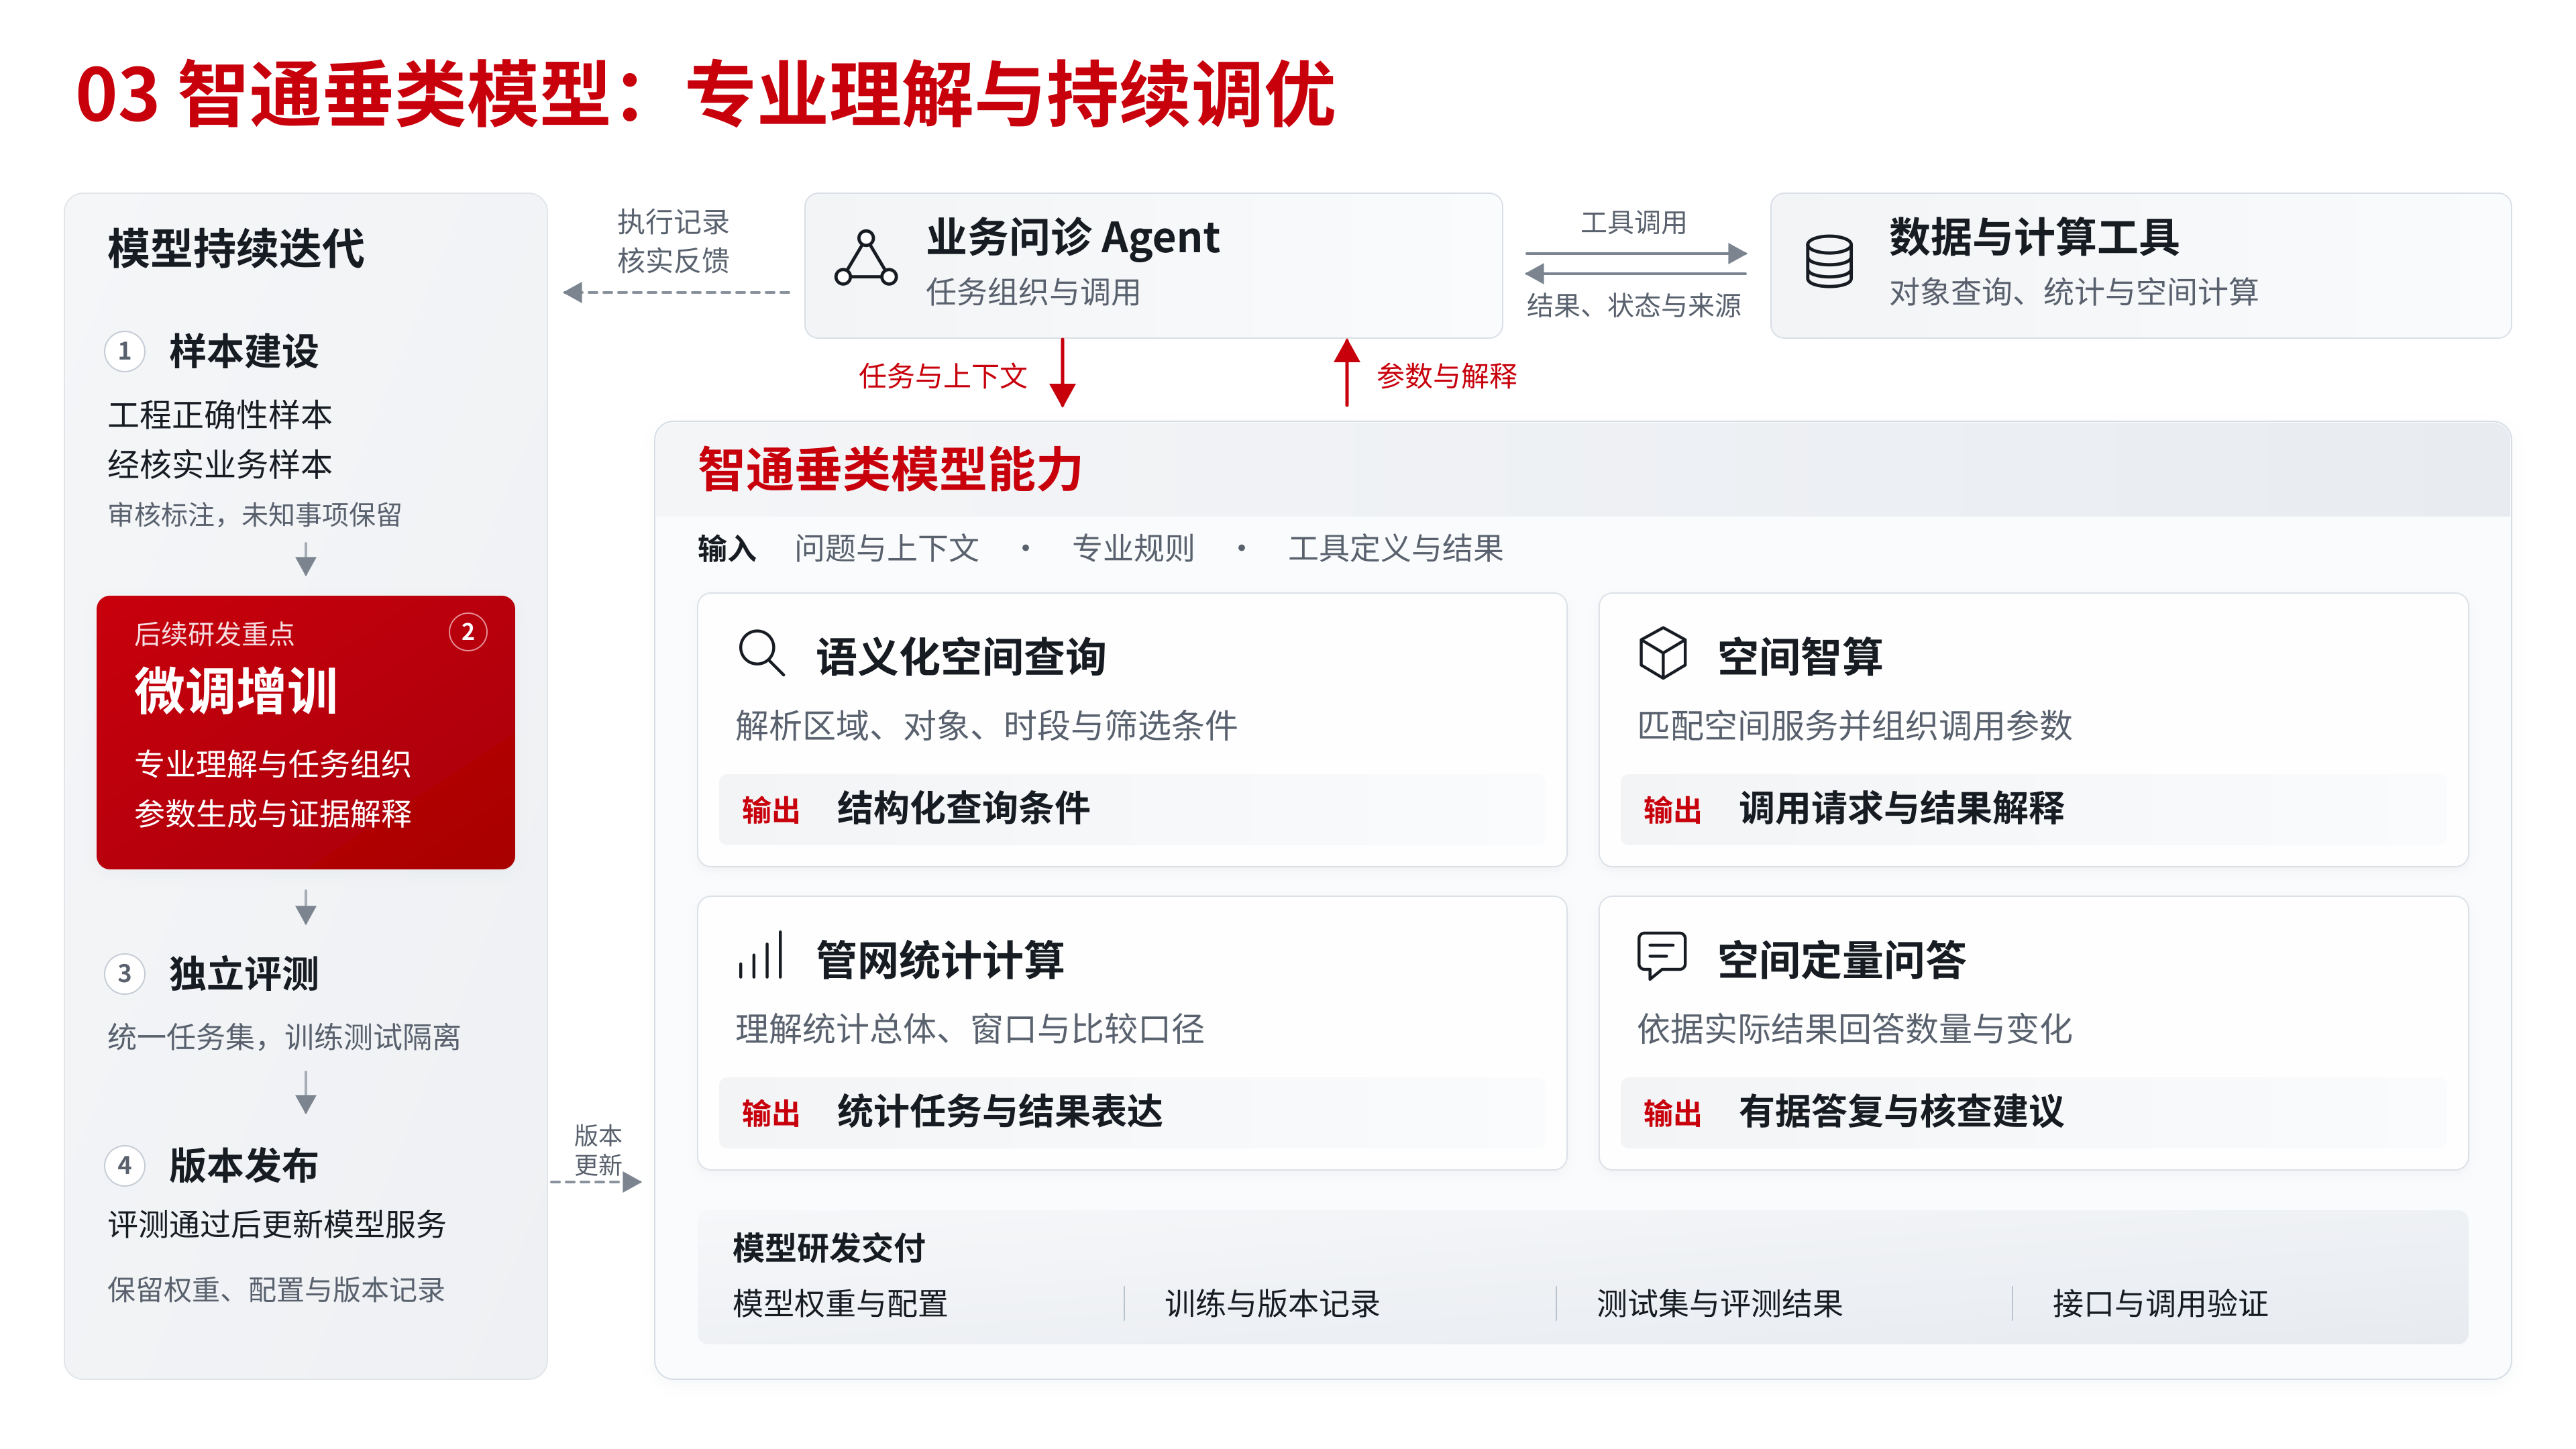 03 智通垂类模型：专业理解与持续调优
模型持续迭代
1 样本建设
工程正确性样本
经核实业务样本
审核标注，未知事项保留
后续研发重点 2
微调增训
专业理解与任务组织
参数生成与证据解释
3 独立评测
统一任务集，训练测试隔离
4 版本发布
评测通过后更新模型服务
保留权重、配置与版本记录
执行记录
核实反馈
业务问诊 Agent
任务组织与调用
工具调用
结果、状态与来源
数据与计算工具
对象查询、统计与空间计算
任务与上下文
参数与解释
版本
更新
智通垂类模型能力
输入 问题与上下文 • 专业规则 • 工具定义与结果
语义化空间查询
解析区域、对象、时段与筛选条件
输出 结构化查询条件
空间智算
匹配空间服务并组织调用参数
输出 调用请求与结果解释
管网统计计算
理解统计总体、窗口与比较口径
输出 统计任务与结果表达
空间定量问答
依据实际结果回答数量与变化
输出 有据答复与核查建议
模型研发交付
模型权重与配置
训练与版本记录
测试集与评测结果
接口与调用验证